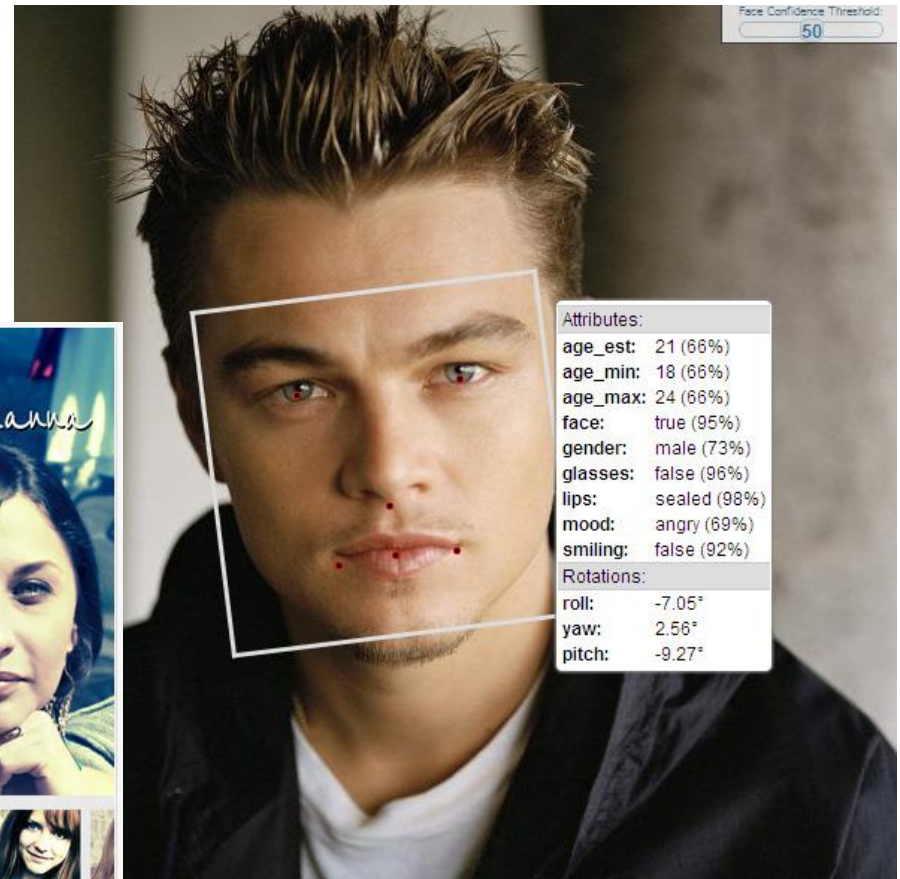 Face Confidence Threshold:
50
anna
Attributes:
age_est: 21 (66%)
age_min: 18 (66%)
age_max: 24 (66%)
face: true (95%)
gender: male (73%)
glasses: false (96%)
lips: sealed (98%)
mood: angry (69%)
smiling: false (92%)
Rotations:
roll: -7.05°
yaw: 2.56°
pitch: -9.27°